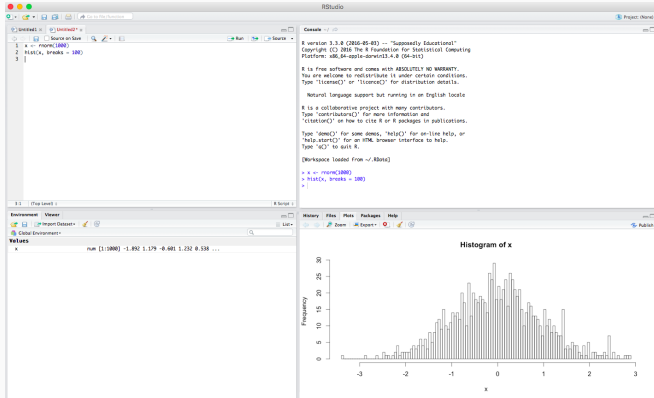 RStudio
Go to file/function
Project: (None)
Untitled1 × Untitled2* ×
Source on Save Run Source
1 x <- rnorm(1000)
2 hist(x, breaks = 100)
3
3:1 (Top Level) R Script
Console ~/
R version 3.3.0 (2016-05-03) -- "Supposedly Educational"
Copyright (C) 2016 The R Foundation for Statistical Computing
Platform: x86_64-apple-darwin13.4.0 (64-bit)
R is free software and comes with ABSOLUTELY NO WARRANTY.
You are welcome to redistribute it under certain conditions.
Type 'license()' or 'licence()' for distribution details.
Natural language support but running in an English locale
R is a collaborative project with many contributors.
Type 'contributors()' for more information and
'citation()' on how to cite R or R packages in publications.
Type 'demo()' for some demos, 'help()' for on-line help, or
'help.start()' for an HTML browser interface to help.
Type 'q()' to quit R.
[Workspace loaded from ~/.RData]
> x <- rnorm(1000)
> hist(x, breaks = 100)
>
Environment Viewer
Import Dataset List
Global Environment
Values
x num [1:1000] -1.892 1.179 -0.601 1.232 0.538 ...
History Files Plots Packages Help
Zoom Export Publish
Histogram of x
Frequency
30
25
20
15
10
5
0
-3 -2 -1 0 1 2 3
x